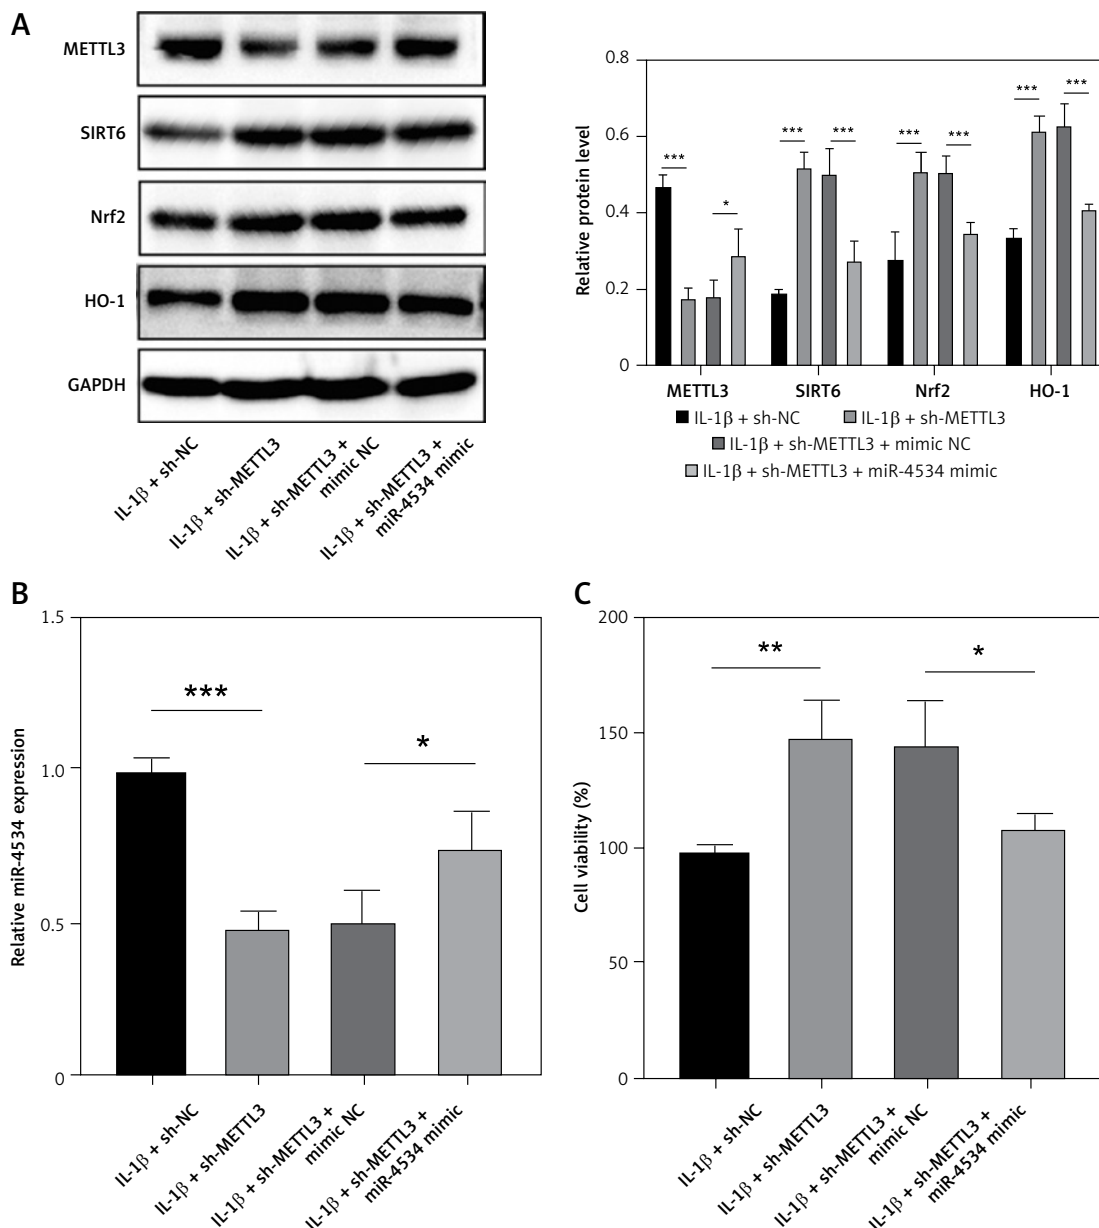 A
METTL3
SIRT6
Nrf2
HO-1
GAPDH
IL-1β + sh-NC
IL-1β + sh-METTL3
IL-1β + sh-METTL3 +
mimic NC
IL-1β + sh-METTL3 +
miR-4534 mimic
Relative protein level
0.8
0.6
0.4
0.2
0
***
*
***
***
***
***
***
***
METTL3
SIRT6
Nrf2
HO-1
IL-1β + sh-NC
IL-1β + sh-METTL3
IL-1β + sh-METTL3 + mimic NC
IL-1β + sh-METTL3 + miR-4534 mimic
B
Relative miR-4534 expression
1.5
1.0
0.5
0
***
*
IL-1β + sh-NC
IL-1β + sh-METTL3
IL-1β + sh-METTL3 +
mimic NC
IL-1β + sh-METTL3 +
miR-4534 mimic
C
Cell viability (%)
200
150
100
50
0
**
*
IL-1β + sh-NC
IL-1β + sh-METTL3
IL-1β + sh-METTL3 +
mimic NC
IL-1β + sh-METTL3 +
miR-4534 mimic